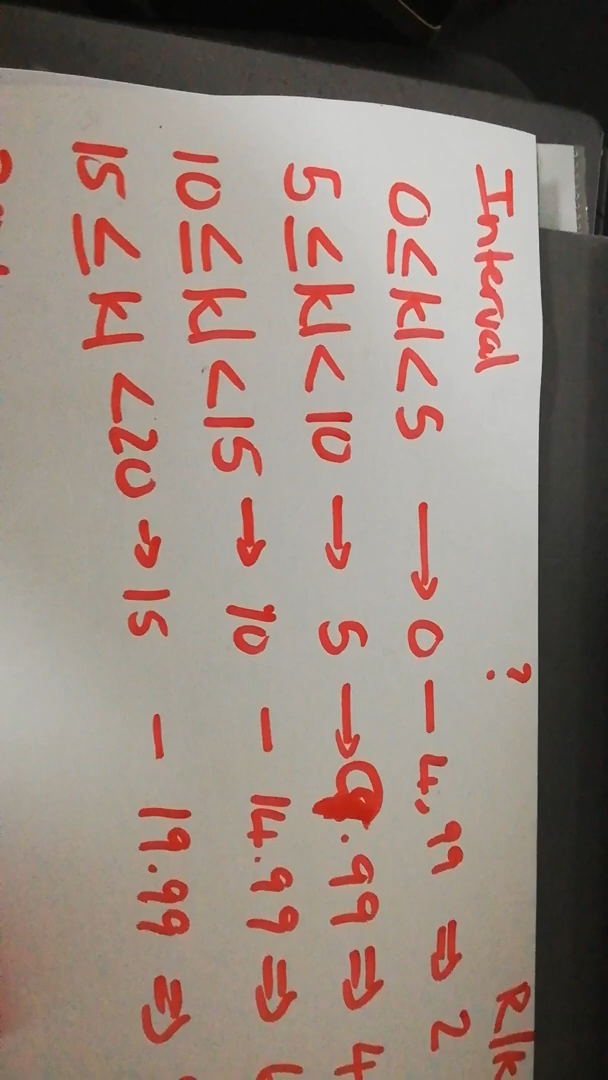 Interval ? R/k
0 ≤ k < 5 → 0 – 4.99 ⇒ 2
5 ≤ k < 10 → 5 → 9.99 ⇒ 4
10 ≤ k < 15 → 10 – 14.99 ⇒
15 ≤ k < 20 → 15 – 19.99 ⇒